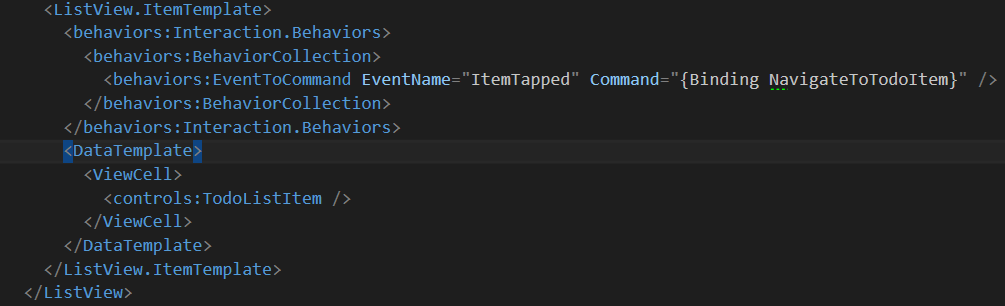 <ListView.ItemTemplate>
<behaviors:Interaction.Behaviors>
<behaviors:BehaviorCollection>
<behaviors:EventToCommand EventName="ItemTapped" Command="{Binding NavigateToTodoItem}" />
</behaviors:BehaviorCollection>
</behaviors:Interaction.Behaviors>
<DataTemplate>
<ViewCell>
<controls:TodoListItem />
</ViewCell>
</DataTemplate>
</ListView.ItemTemplate>
</ListView>